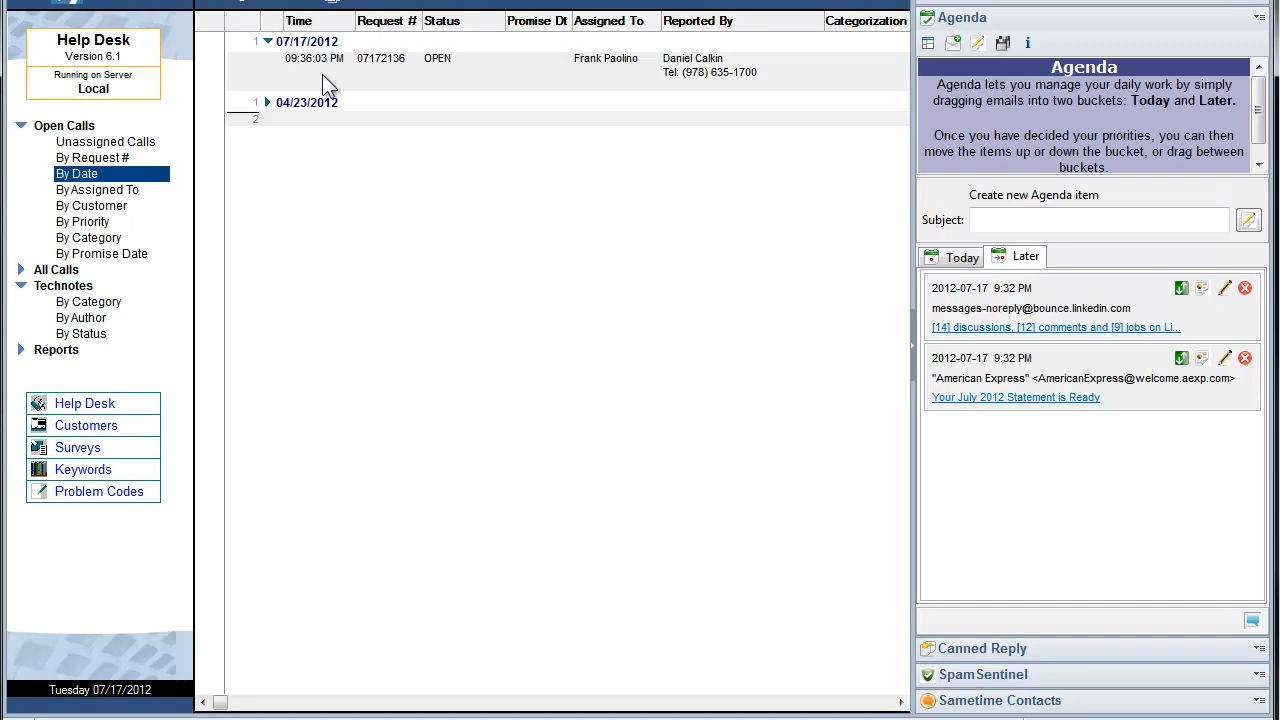 Help Desk
Version 6.1
Running on Server
Local
Open Calls
Unassigned Calls
By Request #
By Date
By Assigned To
By Customer
By Priority
By Category
By Promise Date
All Calls
Technotes
By Category
By Author
By Status
Reports
Help Desk
Customers
Surveys
Keywords
Problem Codes
Tuesday 07/17/2012
Time Request # Status Promise Dt Assigned To Reported By Categorization
1 07/17/2012
09:36:03 PM 07172136 OPEN Frank Paolino Daniel Calkin
Tel: (978) 635-1700
1 04/23/2012
2
Agenda
Agenda
Agenda lets you manage your daily work by simply
dragging emails into two buckets: Today and Later.
Once you have decided your priorities, you can then
move the items up or down the bucket, or drag between
buckets.
Create new Agenda item
Subject:
Today Later
2012-07-17 9:32 PM
messages-noreply@bounce.linkedin.com
[14] discussions, [12] comments and [9] jobs on Li...
2012-07-17 9:32 PM
"American Express" <AmericanExpress@welcome.aexp.com>
Your July 2012 Statement is Ready
Canned Reply
SpamSentinel
Sametime Contacts